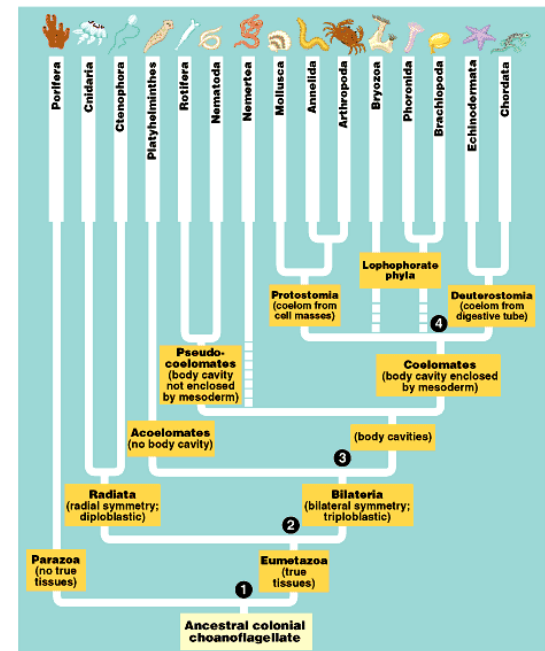 Porifera
Cnidaria
Ctenophora
Platyhelminthes
Rotifera
Nematoda
Nemertea
Mollusca
Annelida
Arthropoda
Bryozoa
Phoronida
Brachiopoda
Echinodermata
Chordata
Lophophorate
phyla
Protostomia
(coelom from
cell masses)
Deuterostomia
(coelom from
digestive tube)
4
Pseudo-
coelomates
(body cavity
not enclosed
by mesoderm)
Coelomates
(body cavity enclosed
by mesoderm)
Acoelomates
(no body cavity)
(body cavities)
3
Radiata
(radial symmetry;
diploblastic)
Bilateria
(bilateral symmetry;
triploblastic)
2
Parazoa
(no true
tissues)
Eumetazoa
(true
tissues)
1
Ancestral colonial
choanoflagellate